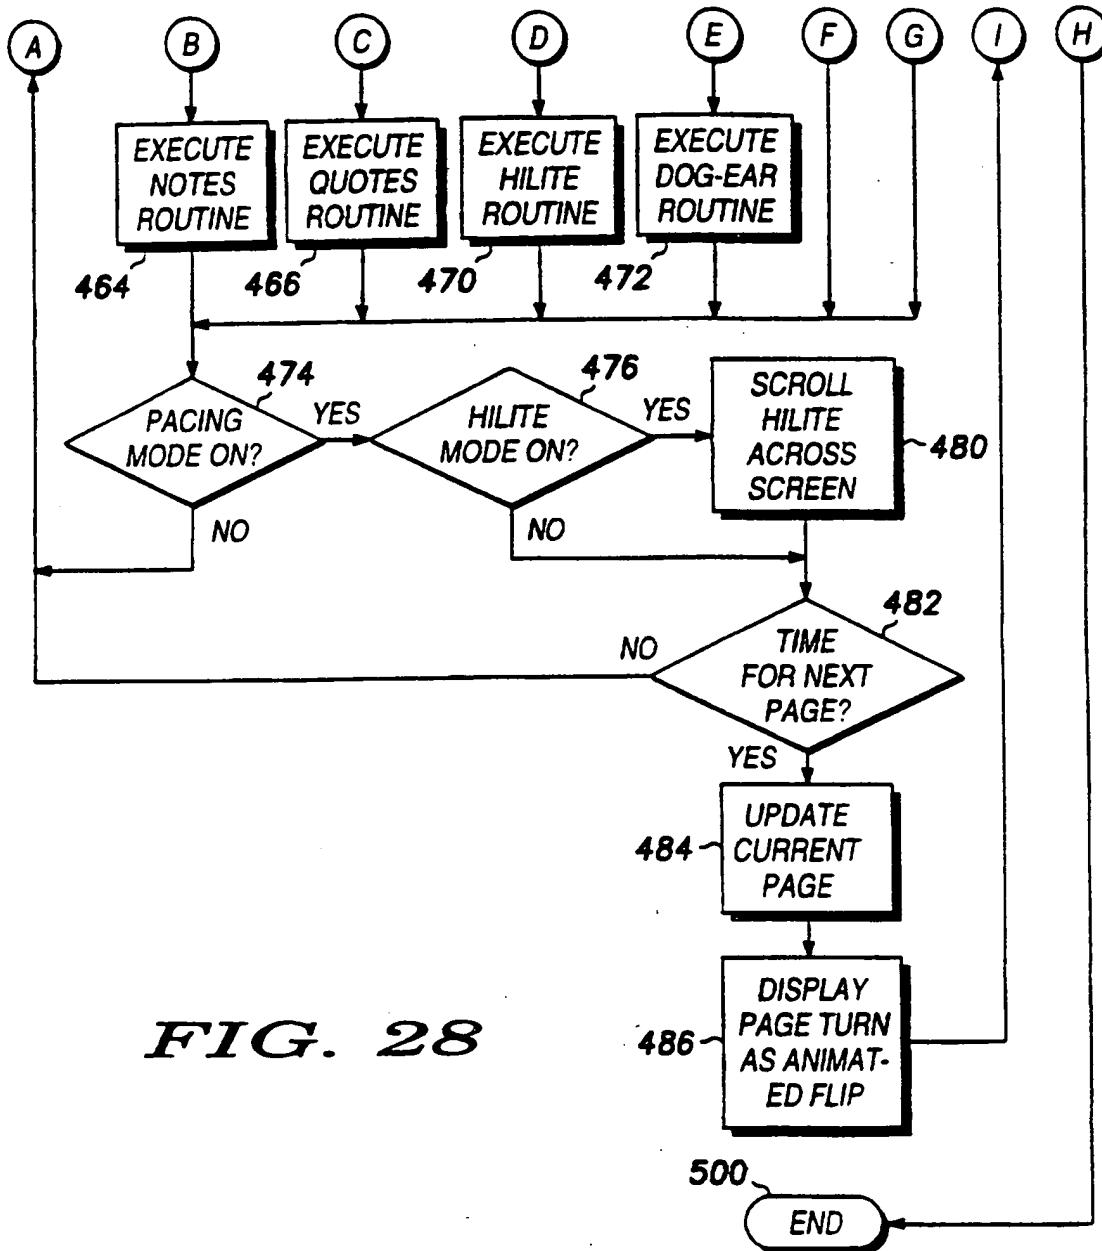 A B C D E F G I H
EXECUTE
NOTES
ROUTINE
464
EXECUTE
QUOTES
ROUTINE
466
EXECUTE
HILITE
ROUTINE
470
EXECUTE
DOG-EAR
ROUTINE
472
PACING
MODE ON?
474
YES
NO
HILITE
MODE ON?
476
YES
NO
SCROLL
HILITE
ACROSS
SCREEN
480
TIME
FOR NEXT
PAGE?
482
NO
YES
UPDATE
CURRENT
PAGE
484
DISPLAY
PAGE TURN
AS ANIMAT-
ED FLIP
486
FIG. 28
500
END